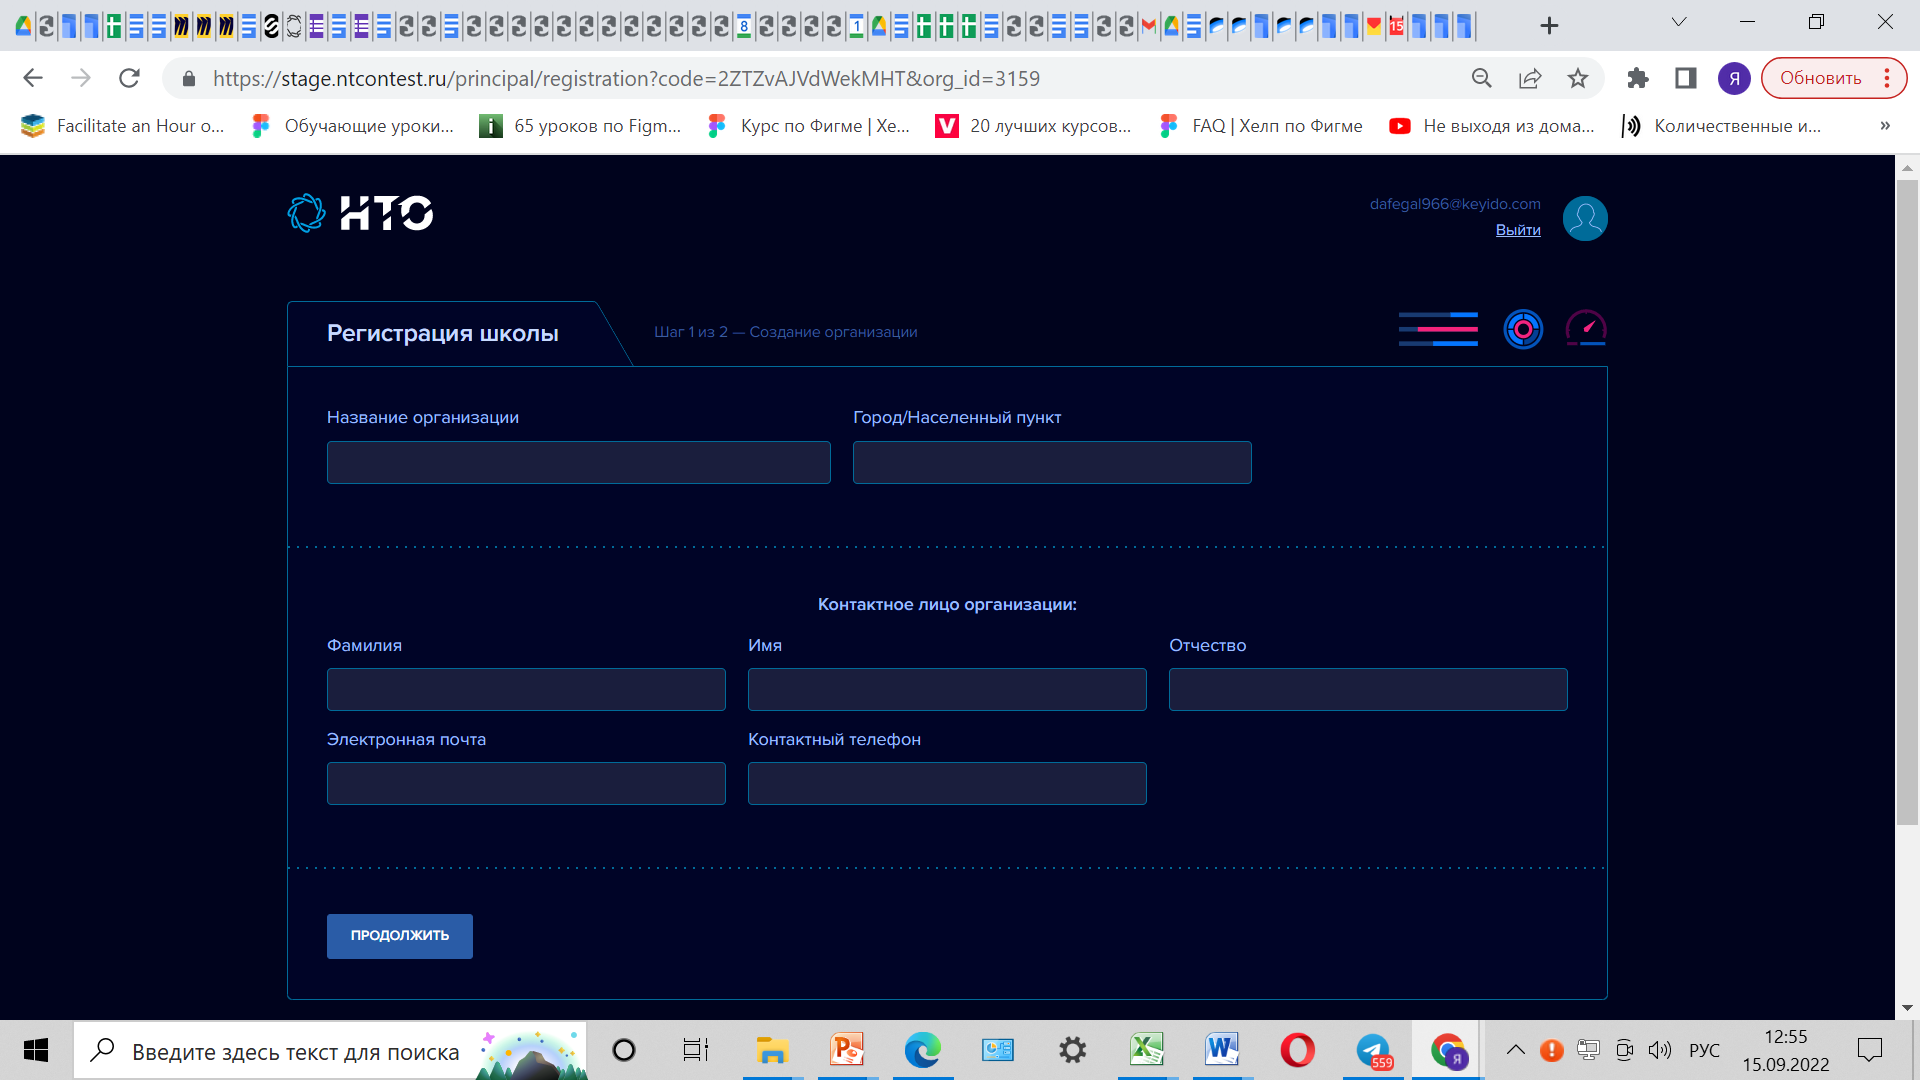 8
1
15
https://stage.ntcontest.ru/principal/registration?code=2ZTZvAJVdWekMHT&org_id=3159
Я
Обновить
Facilitate an Hour o...
Обучающие уроки...
65 уроков по Figm...
Курс по Фигме | Хе...
20 лучших курсов...
FAQ | Хелп по Фигме
Не выходя из дома...
Количественные и...
»
НТО
dafegal966@keyido.com
Выйти
Регистрация школы
Шаг 1 из 2 — Создание организации
Название организации
Город/Населенный пункт
Контактное лицо организации:
Фамилия
Имя
Отчество
Электронная почта
Контактный телефон
ПРОДОЛЖИТЬ
Введите здесь текст для поиска
559
Я
РУС
12:55
15.09.2022